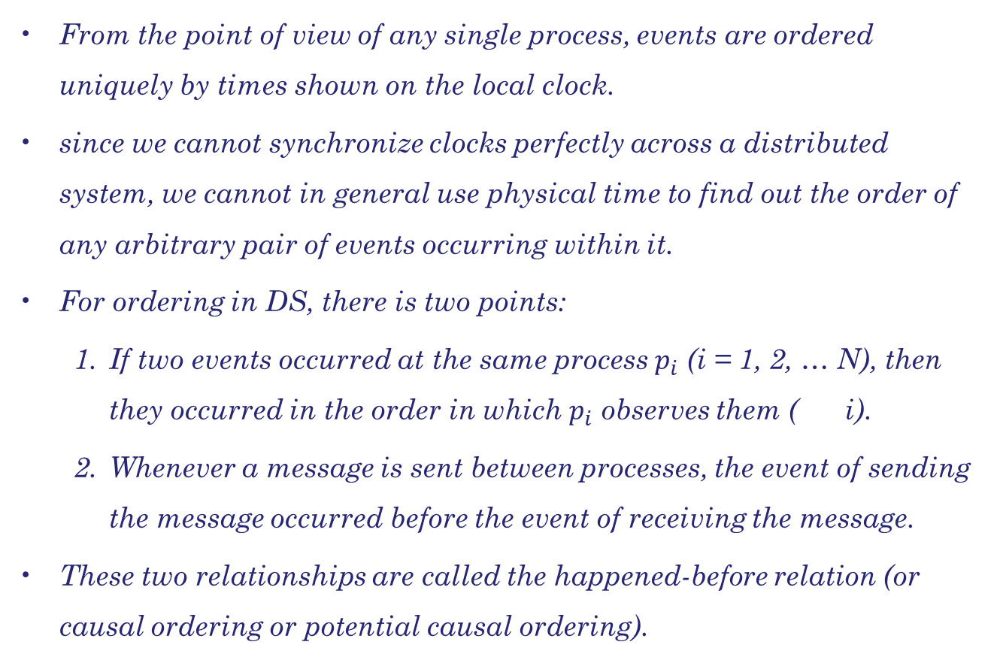 • From the point of view of any single process, events are ordered
uniquely by times shown on the local clock.
• since we cannot synchronize clocks perfectly across a distributed
system, we cannot in general use physical time to find out the order of
any arbitrary pair of events occurring within it.
• For ordering in DS, there is two points:
1. If two events occurred at the same process pᵢ (i = 1, 2, … N), then
they occurred in the order in which pᵢ observes them ( i).
2. Whenever a message is sent between processes, the event of sending
the message occurred before the event of receiving the message.
• These two relationships are called the happened-before relation (or
causal ordering or potential causal ordering).